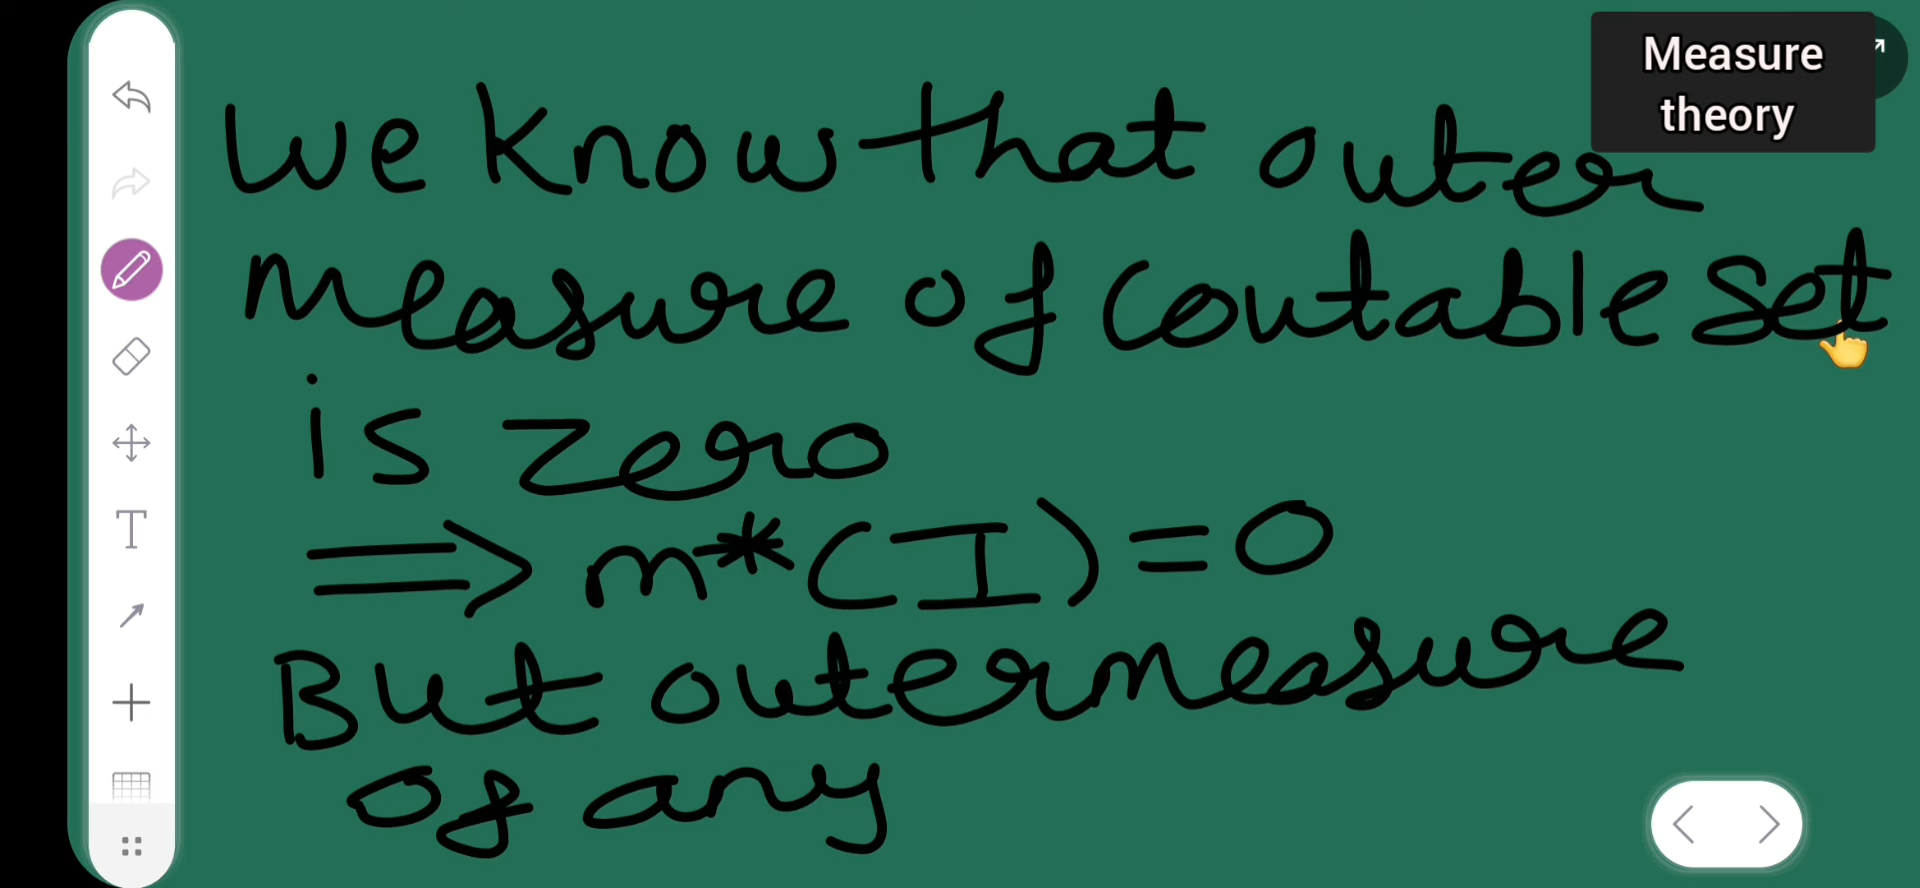 We know that outer
measure of coutable set
is zero
⟹ m*(I) = 0
But outermeasure
of any
Measure
theory
T